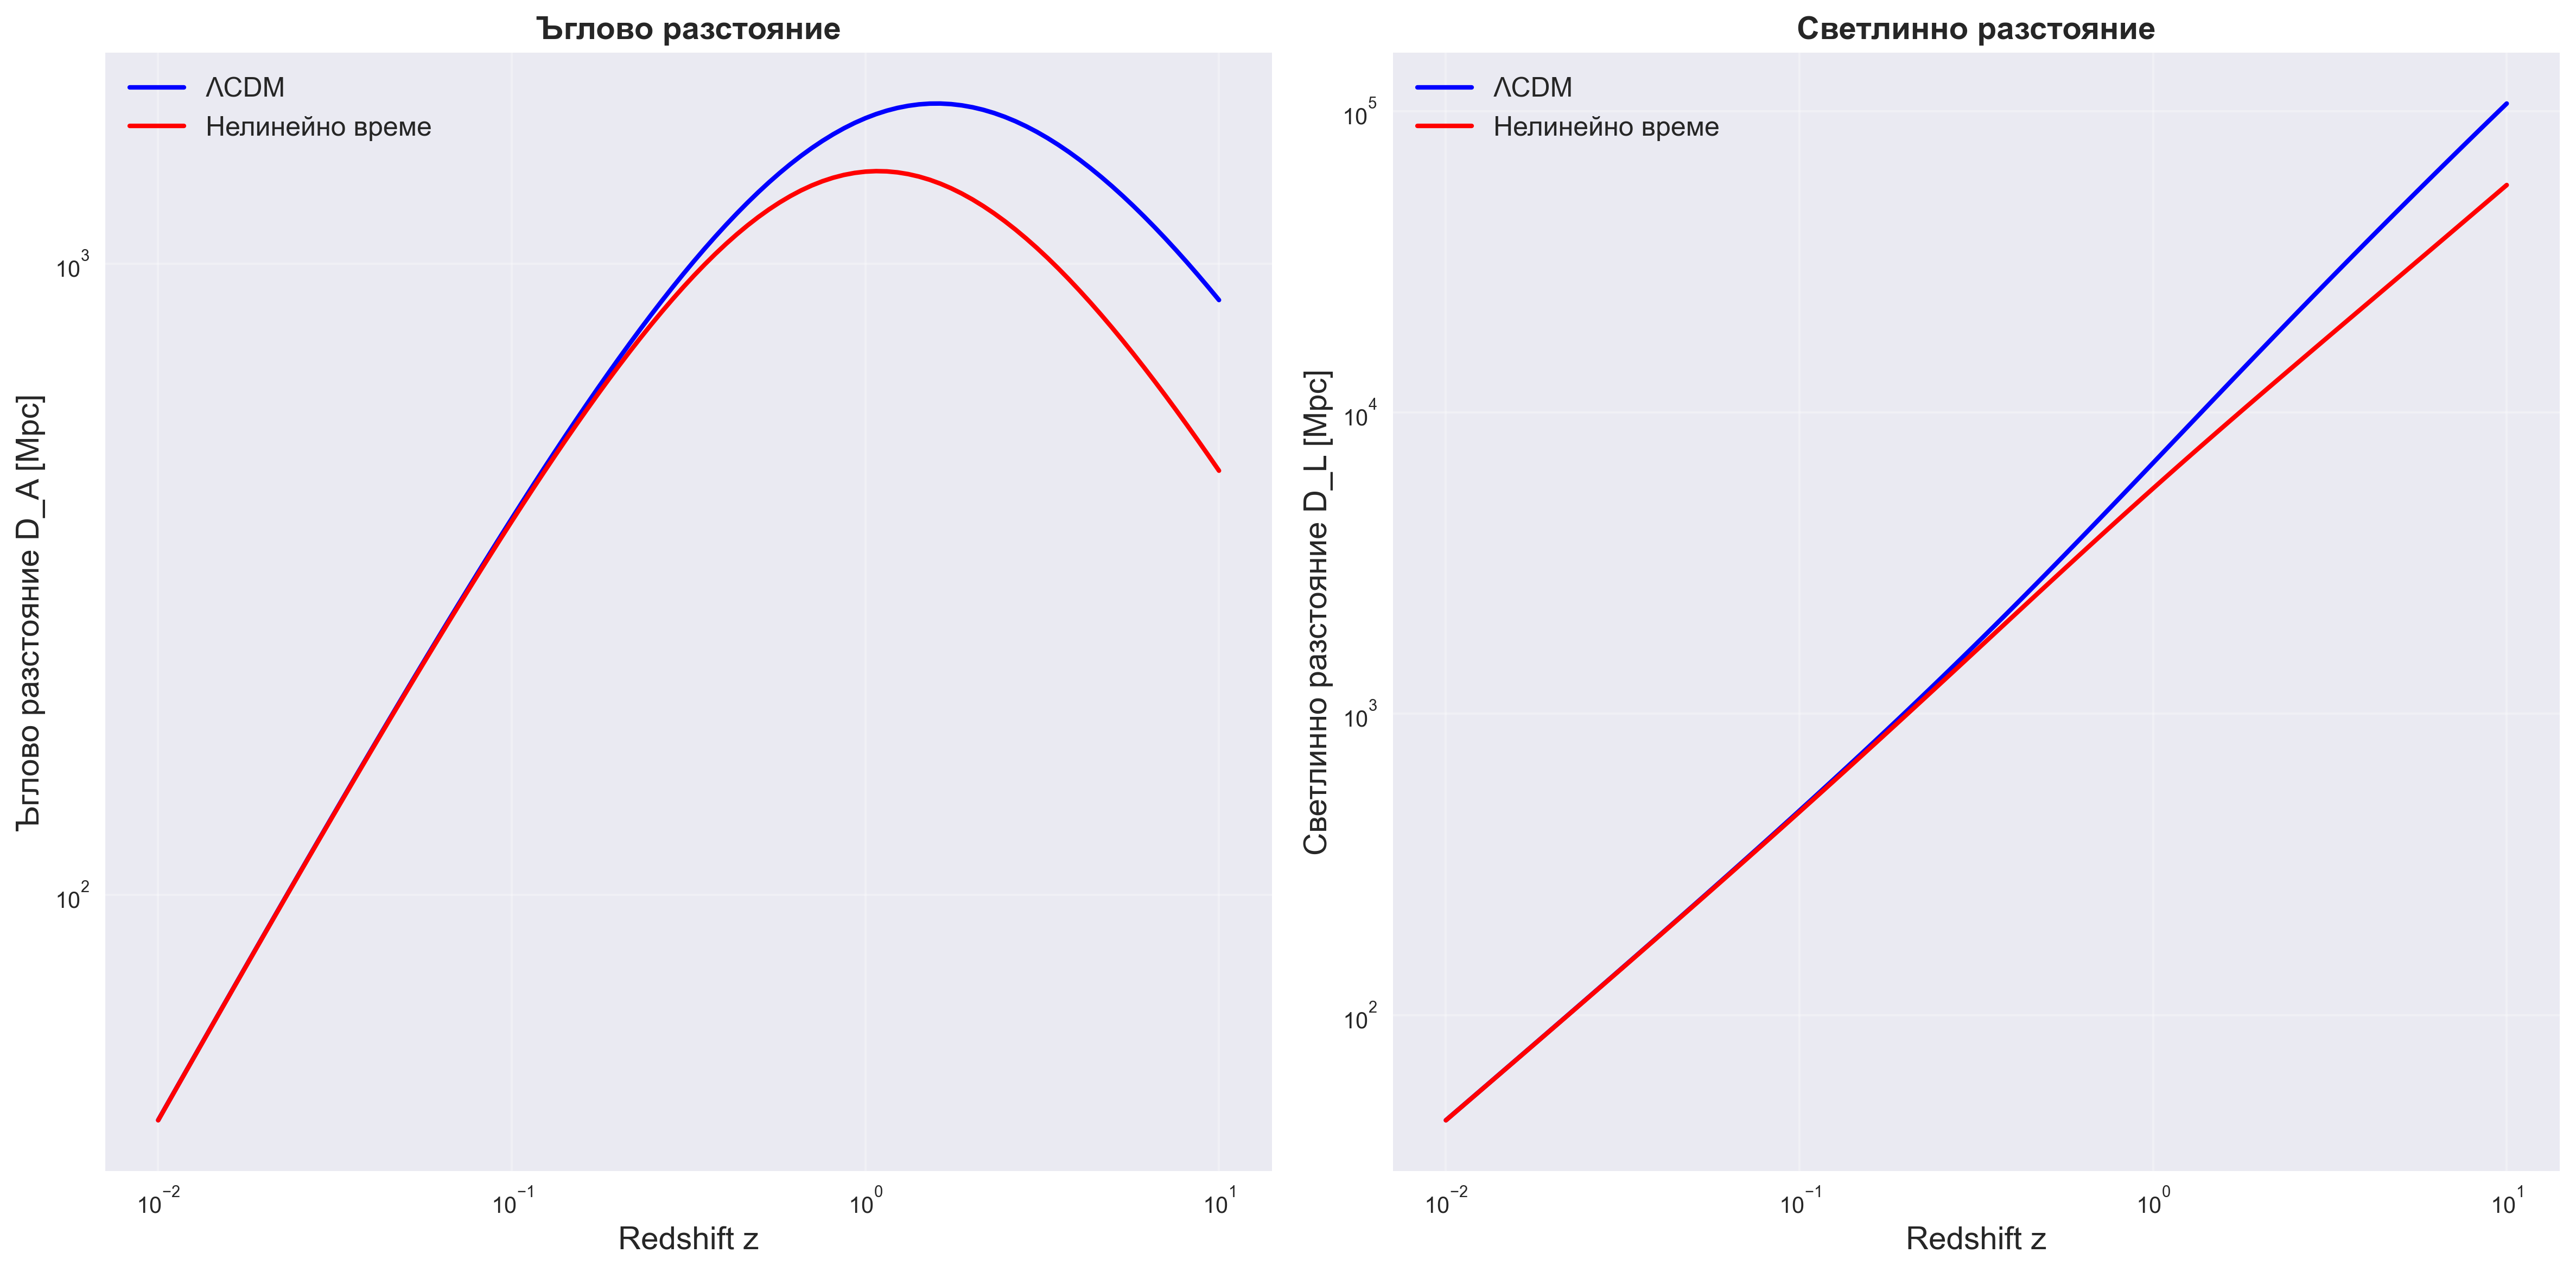 Ъглово разстояние
ΛCDM
Нелинейно време
Ъглово разстояние D_A [Mpc]
10³
10²
10⁻²
10⁻¹
10⁰
10¹
Redshift z
Светлинно разстояние
ΛCDM
Нелинейно време
Светлинно разстояние D_L [Mpc]
10⁵
10⁴
10³
10²
10⁻²
10⁻¹
10⁰
10¹
Redshift z